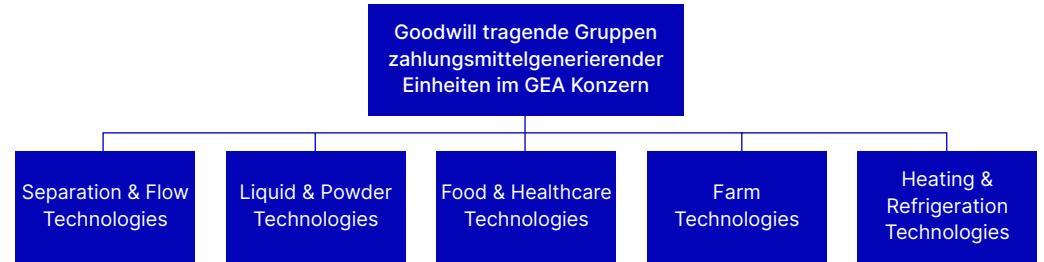 Goodwill tragende Gruppen
zahlungsmittelgenerierender
Einheiten im GEA Konzern
Separation & Flow
Technologies
Liquid & Powder
Technologies
Food & Healthcare
Technologies
Farm
Technologies
Heating &
Refrigeration
Technologies